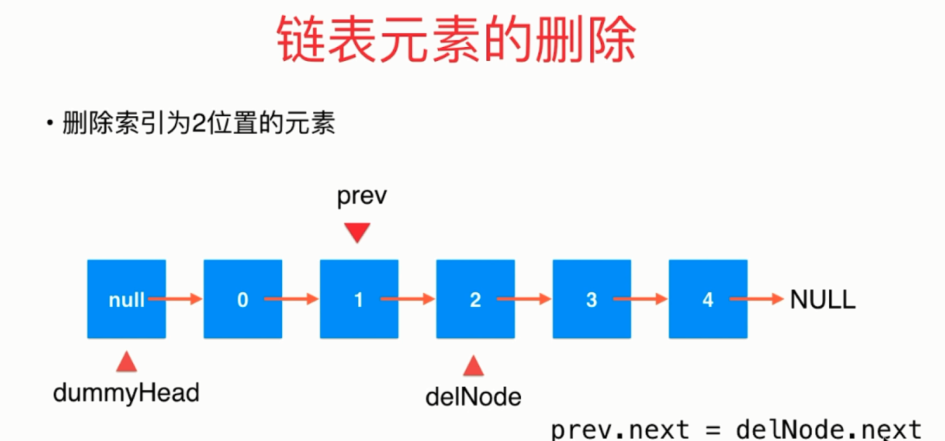 链表元素的删除
• 删除索引为2位置的元素
prev
null 0 1 2 3 4 NULL
dummyHead
delNode
prev.next = delNode.next